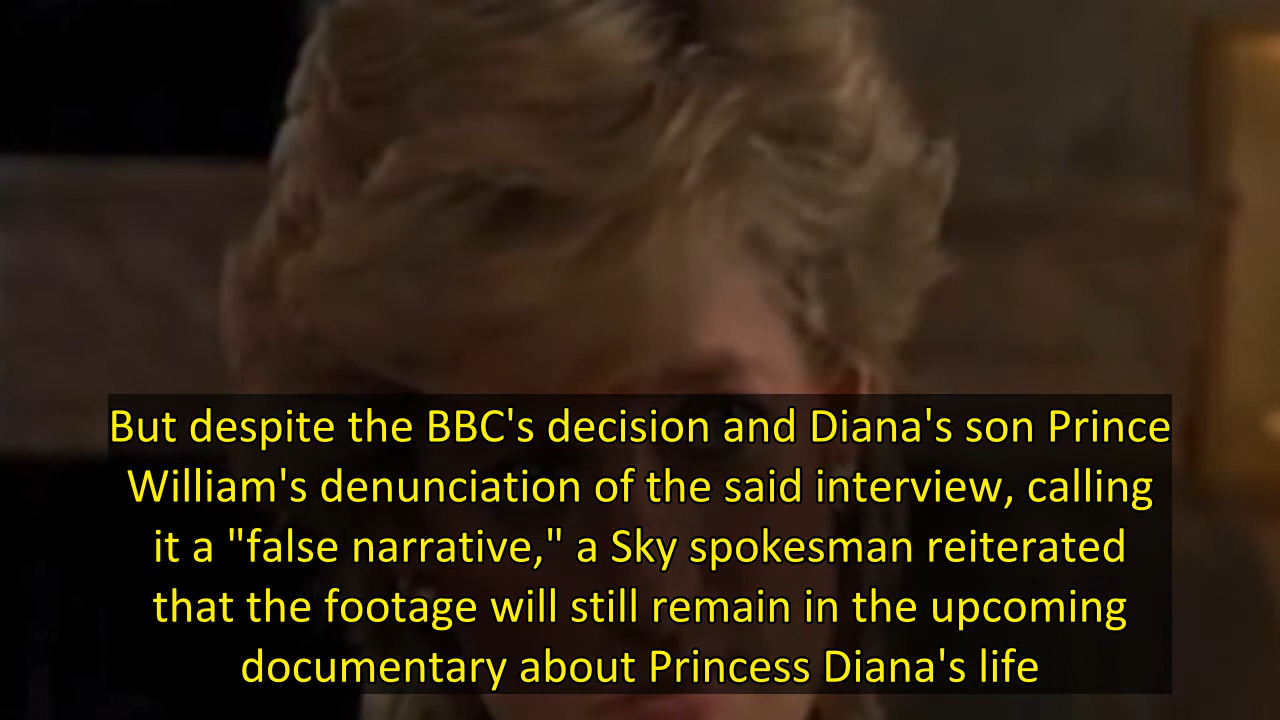 But despite the BBC's decision and Diana's son Prince
William's denunciation of the said interview, calling
it a "false narrative," a Sky spokesman reiterated
that the footage will still remain in the upcoming
documentary about Princess Diana's life